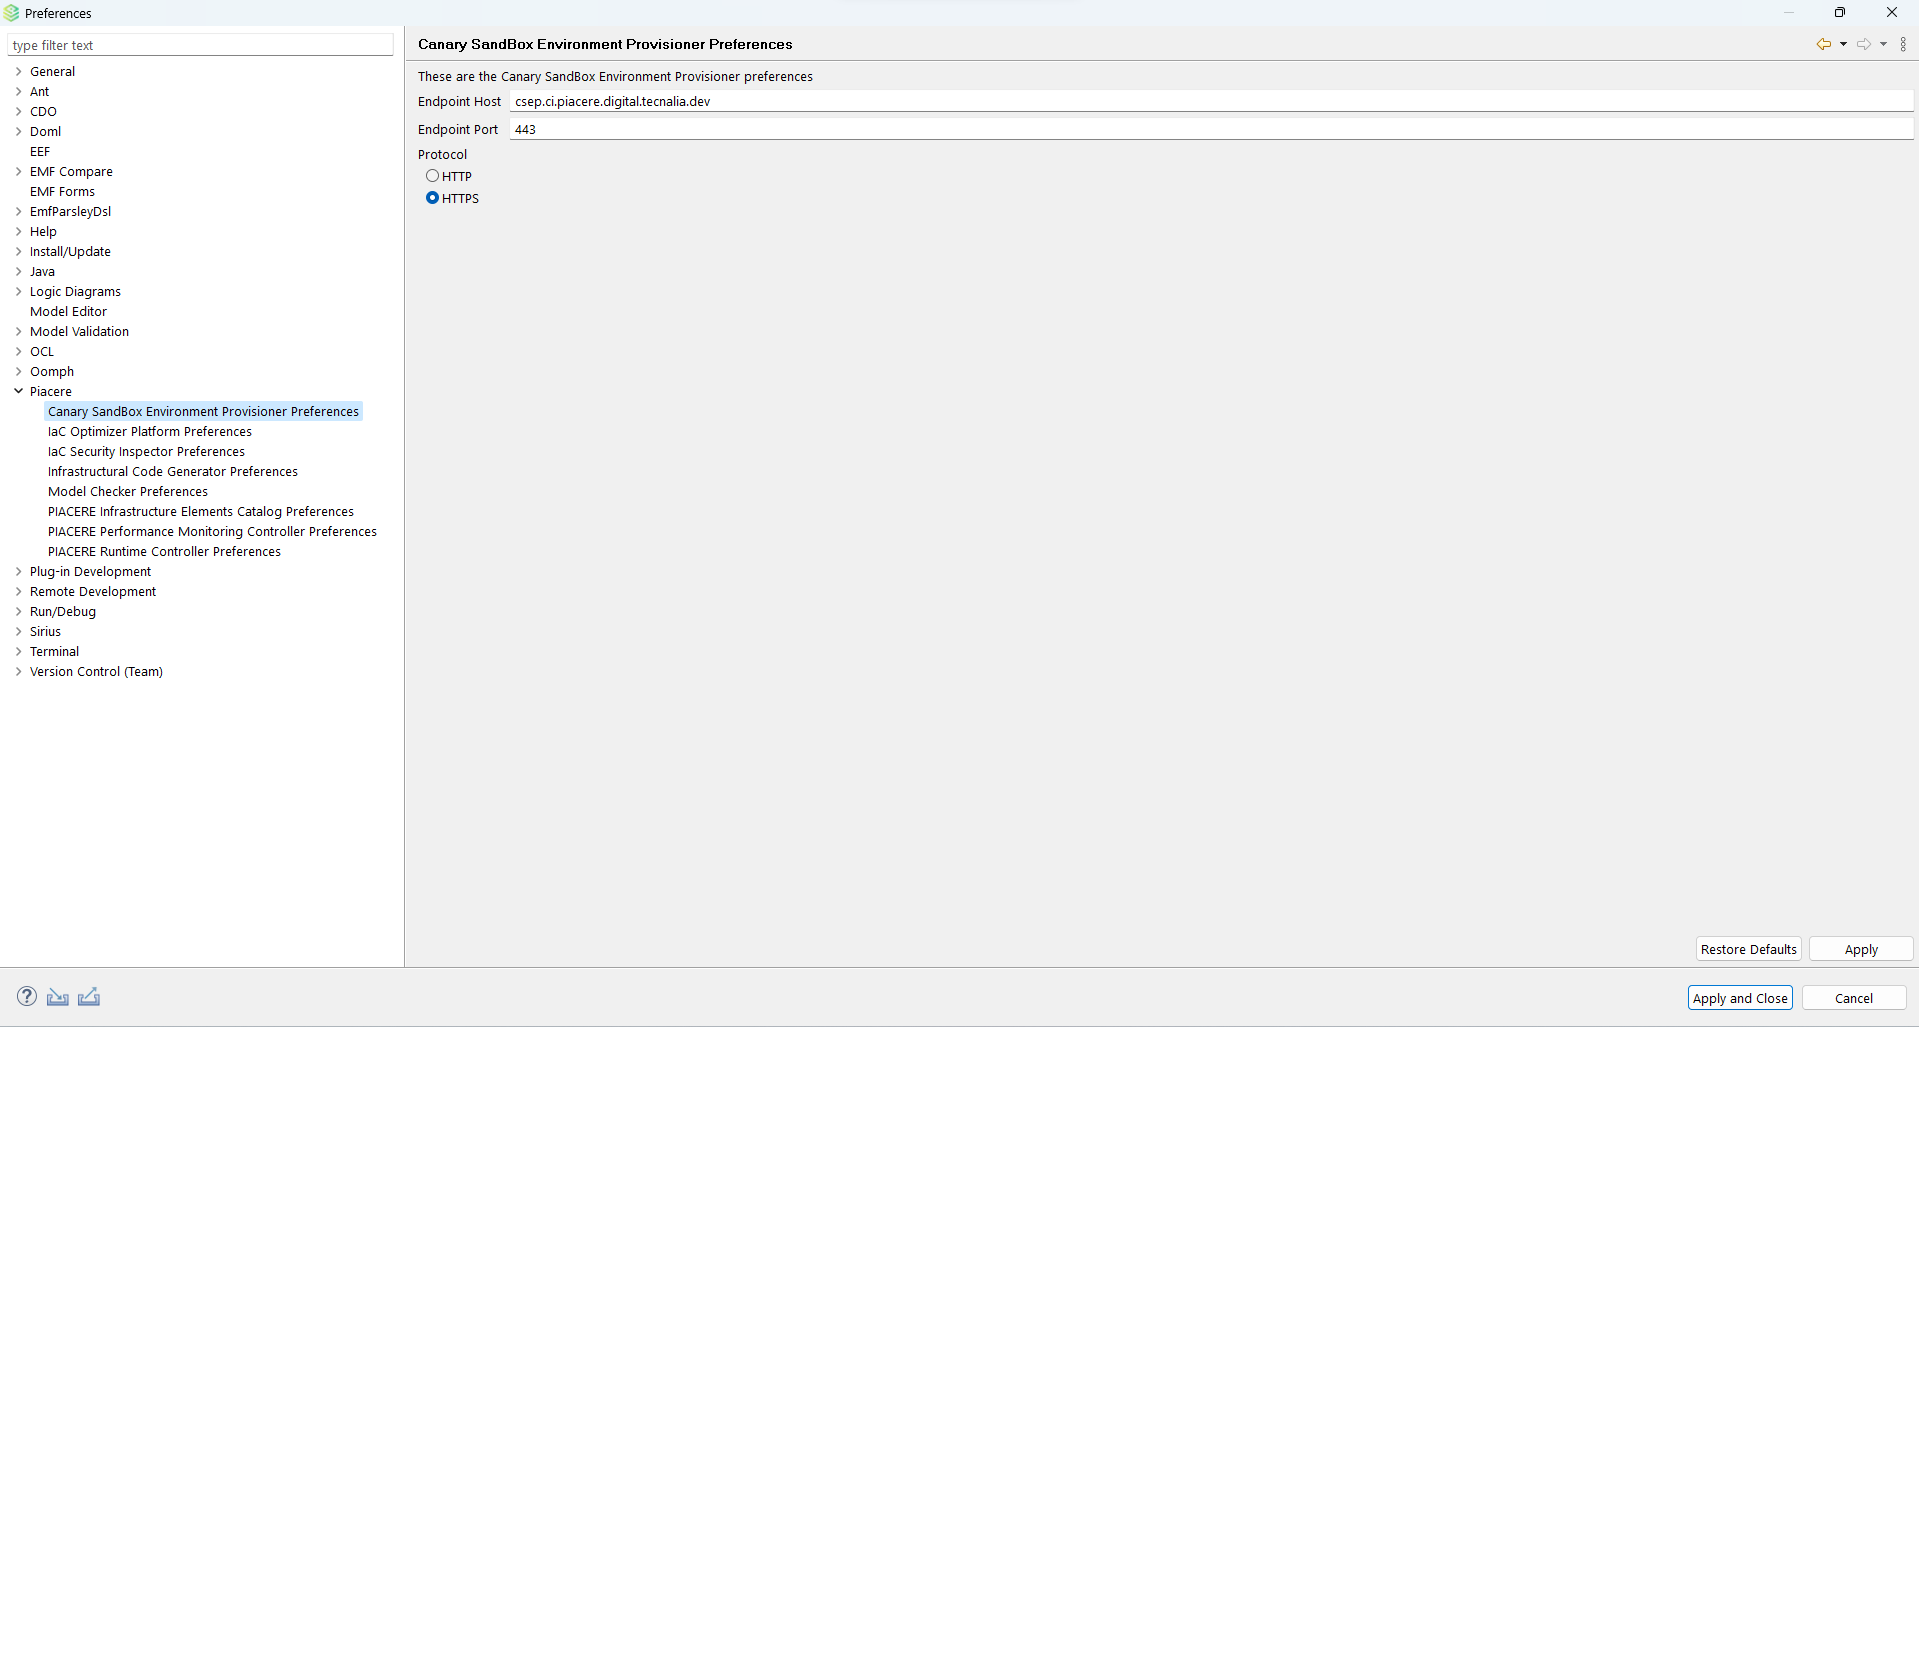 Preferences
type filter text
General
Ant
CDO
Doml
EEF
EMF Compare
EMF Forms
EmfParsleyDsl
Help
Install/Update
Java
Logic Diagrams
Model Editor
Model Validation
OCL
Oomph
Piacere
Canary SandBox Environment Provisioner Preferences
IaC Optimizer Platform Preferences
IaC Security Inspector Preferences
Infrastructural Code Generator Preferences
Model Checker Preferences
PIACERE Infrastructure Elements Catalog Preferences
PIACERE Performance Monitoring Controller Preferences
PIACERE Runtime Controller Preferences
Plug-in Development
Remote Development
Run/Debug
Sirius
Terminal
Version Control (Team)
Canary SandBox Environment Provisioner Preferences
These are the Canary SandBox Environment Provisioner preferences
Endpoint Host csep.ci.piacere.digital.tecnalia.dev
Endpoint Port 443
Protocol
HTTP
HTTPS
Restore Defaults Apply
? Apply and Close Cancel